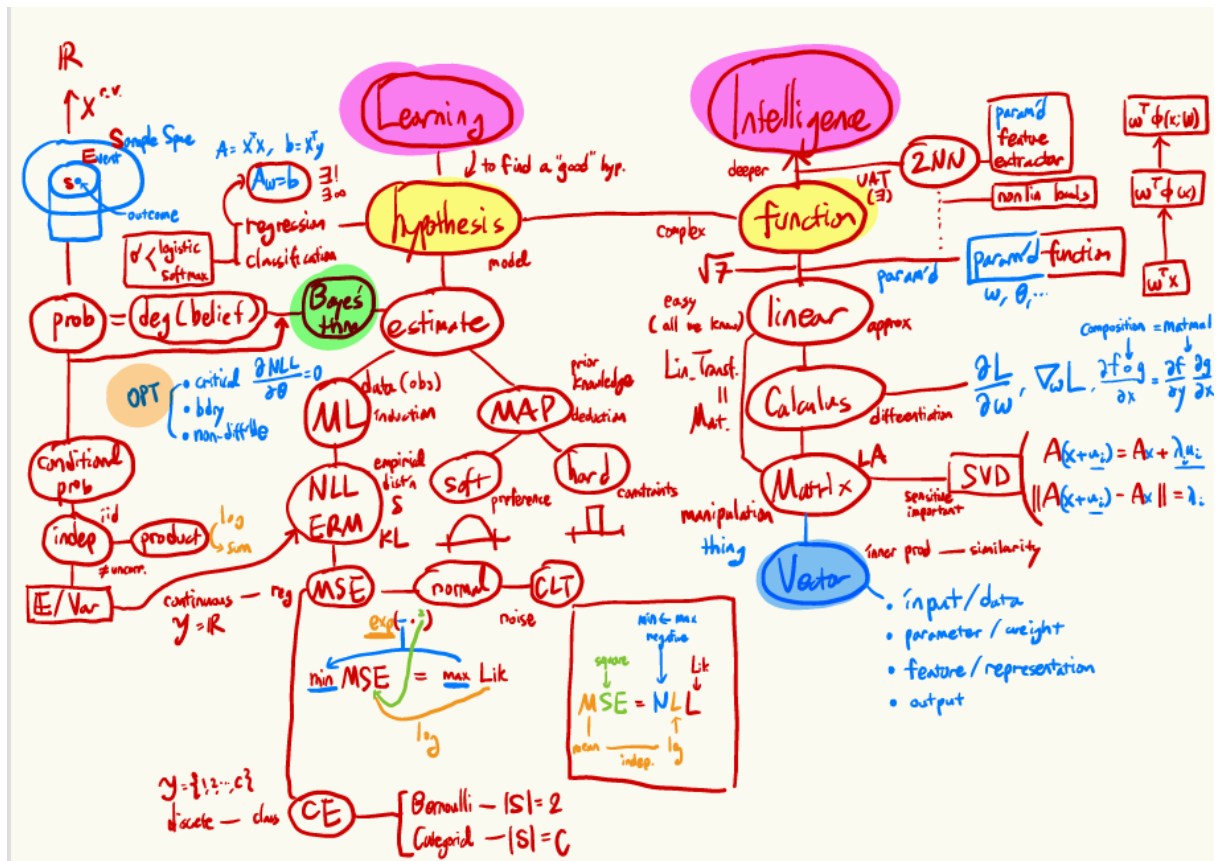 ℝ
X r.v.
Sample Spae
Event
S
outcome
A = XᵀX, b = Xᵀy
Aw=b
∃!
∃∞
regression
classification
σ < logistic
softmax
Learning
to find a "good" hyp.
hypothesis
model
prob = deg(belief)
Bayes'
thm
estimate
OPT
• critical ∂NLL/∂θ = 0
• bdry
• non-diff'ble
data (obs)
ML
induction
prior
knowledge
MAP
deduction
conditional
prob
iid
indep
≠uncorr.
product
log
sum
E/Var
NLL
ERM
empirical
distn
S
KL
soft
preference
hard
constraints
continuous — reg
y = ℝ
MSE
normal
CLT
noise
exp(-·²)
min MSE = max Lik
log
min ← max
negative
square
Lik
MSE = NLL
mean
indep.
log
y = {1,2,…,c}
discrete — class
CE
Bernoulli — |S| = 2
Categorial — |S| = C
Intelligence
deeper
UAT
(∃)
2NN
param'd
feature
extractor
function
complex
√7
param'd
param'd function
w, θ, …
wᵀφ(x;θ)
wᵀφ(x)
wᵀx
easy
(all we know)
linear
approx
Lin. Transf.
=
Mat.
Calculus
differentiation
composition = matmul
∂L/∂w, ∇wL, ∂f∘g/∂x = ∂f/∂y ∂g/∂x
Matrix
LA
manipulation
sensitive
important
SVD
A(x+uᵢ) = Ax + λuᵢ
||A(x+uᵢ) - Ax|| = λᵢ
thing
Vector
inner prod — similarity
• input/data
• parameter/weight
• feature/representation
• output